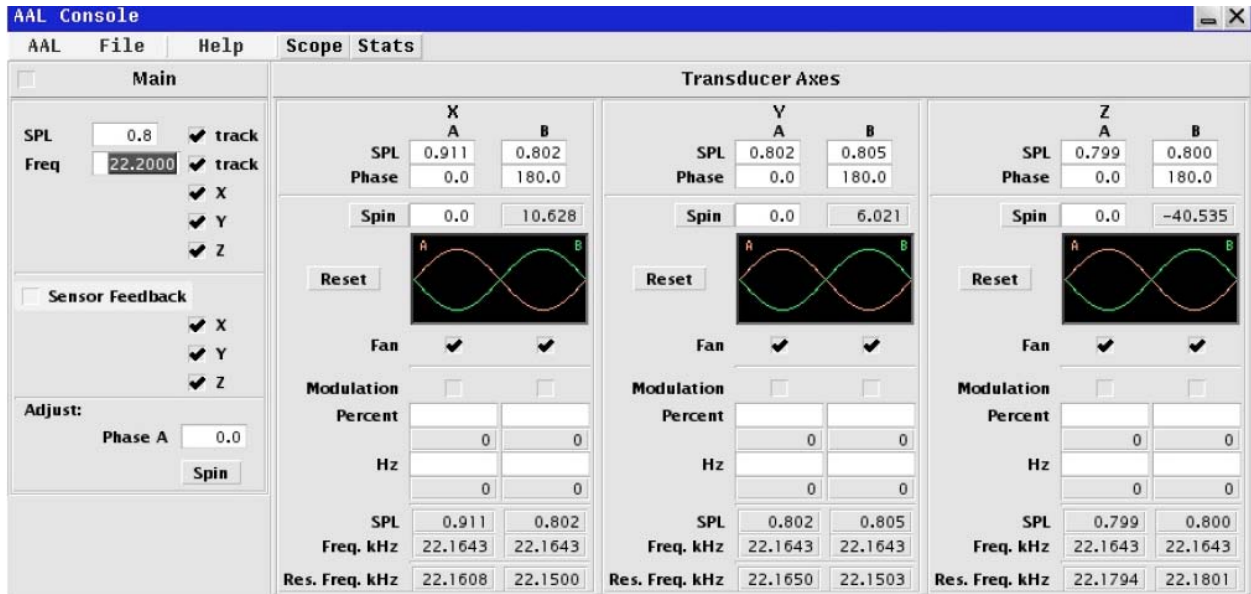 AAL Console
AAL File Help Scope Stats
Main
SPL 0.8 track
Freq 22.2000 track
X
Y
Z
Sensor Feedback
X
Y
Z
Adjust:
Phase A 0.0
Spin
Transducer Axes
X
A B
SPL 0.911 0.802
Phase 0.0 180.0
Spin 0.0 10.628
A B
Reset
Fan
Modulation
Percent
0 0
Hz
0 0
SPL 0.911 0.802
Freq. kHz 22.1643 22.1643
Res. Freq. kHz 22.1608 22.1500
Y
A B
SPL 0.802 0.805
Phase 0.0 180.0
Spin 0.0 6.021
A B
Reset
Fan
Modulation
Percent
0 0
Hz
0 0
SPL 0.802 0.805
Freq. kHz 22.1643 22.1643
Res. Freq. kHz 22.1650 22.1503
Z
A B
SPL 0.799 0.800
Phase 0.0 180.0
Spin 0.0 -40.535
A B
Reset
Fan
Modulation
Percent
0 0
Hz
0 0
SPL 0.799 0.800
Freq. kHz 22.1643 22.1643
Res. Freq. kHz 22.1794 22.1801